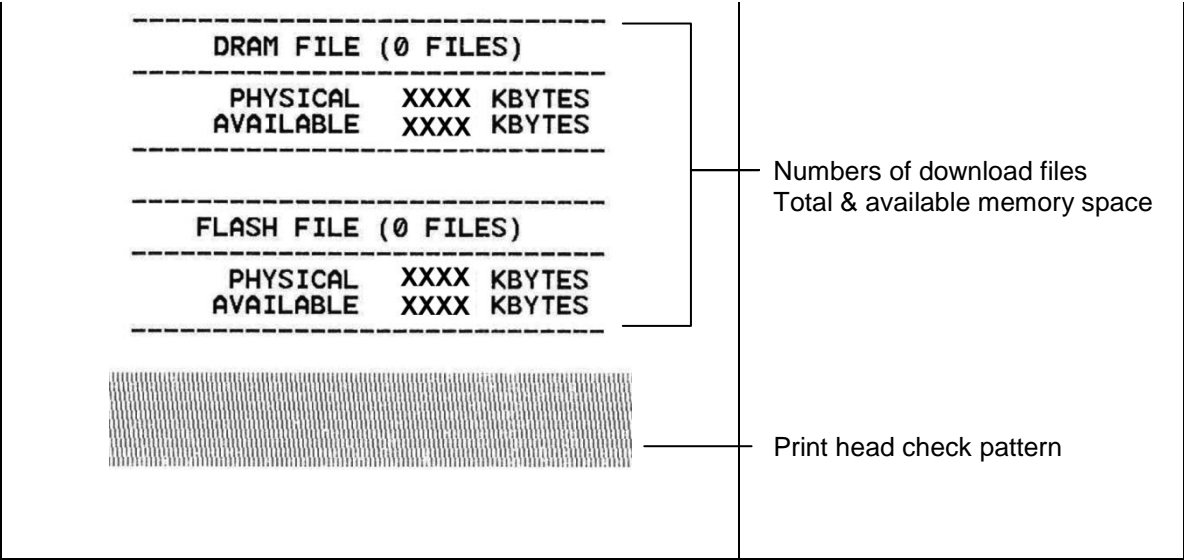 DRAM FILE (0 FILES)
PHYSICAL XXXX KBYTES
AVAILABLE XXXX KBYTES
FLASH FILE (0 FILES)
PHYSICAL XXXX KBYTES
AVAILABLE XXXX KBYTES
Numbers of download files
Total & available memory space
Print head check pattern